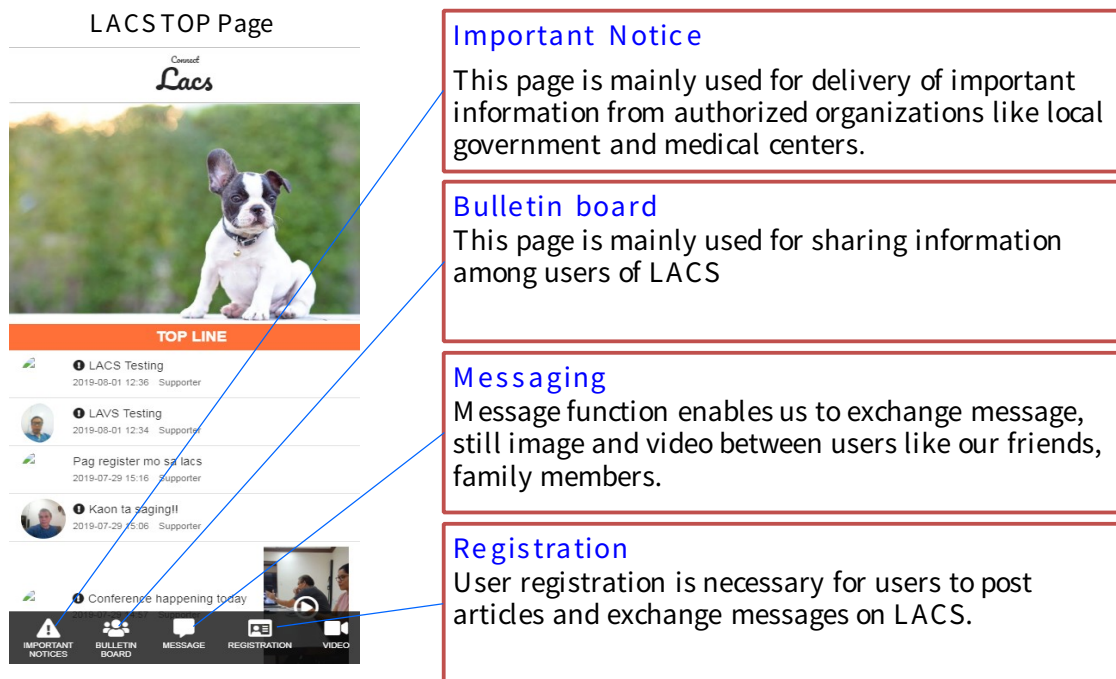 LACS TOP Page
Connect
Lacs
TOP LINE
LACS Testing
2019-08-01 12:36 Supporter
LAVS Testing
2019-08-01 12:34 Supporter
Pag register mo sa lacs
2019-07-29 15:16 Supporter
Kaon ta saging!!
2019-07-29 15:06 Supporter
Conference happening today
IMPORTANT
NOTICES
BULLETIN
BOARD
MESSAGE
REGISTRATION
VIDEO
Important Notice
This page is mainly used for delivery of important
information from authorized organizations like local
government and medical centers.
Bulletin board
This page is mainly used for sharing information
among users of LACS
Messaging
Message function enables us to exchange message,
still image and video between users like our friends,
family members.
Registration
User registration is necessary for users to post
articles and exchange messages on LACS.